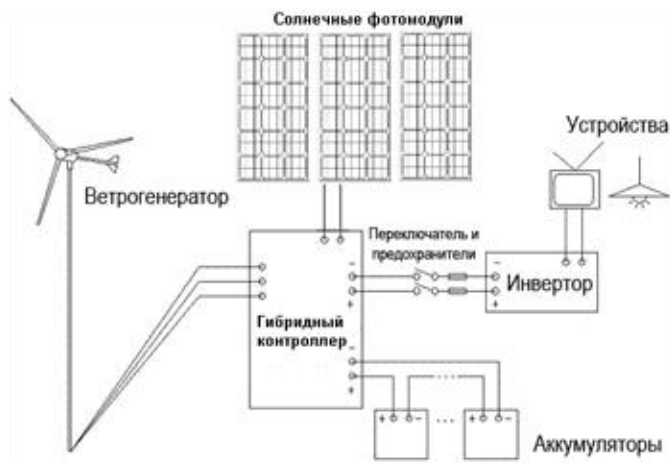 Солнечные фотомодули
Устройства
Ветрогенератор
Переключатель и
предохранители
-
+
-
+
Инвертор
Гибридный
контроллер
-
+
+ -
...
+ -
...
Аккумуляторы